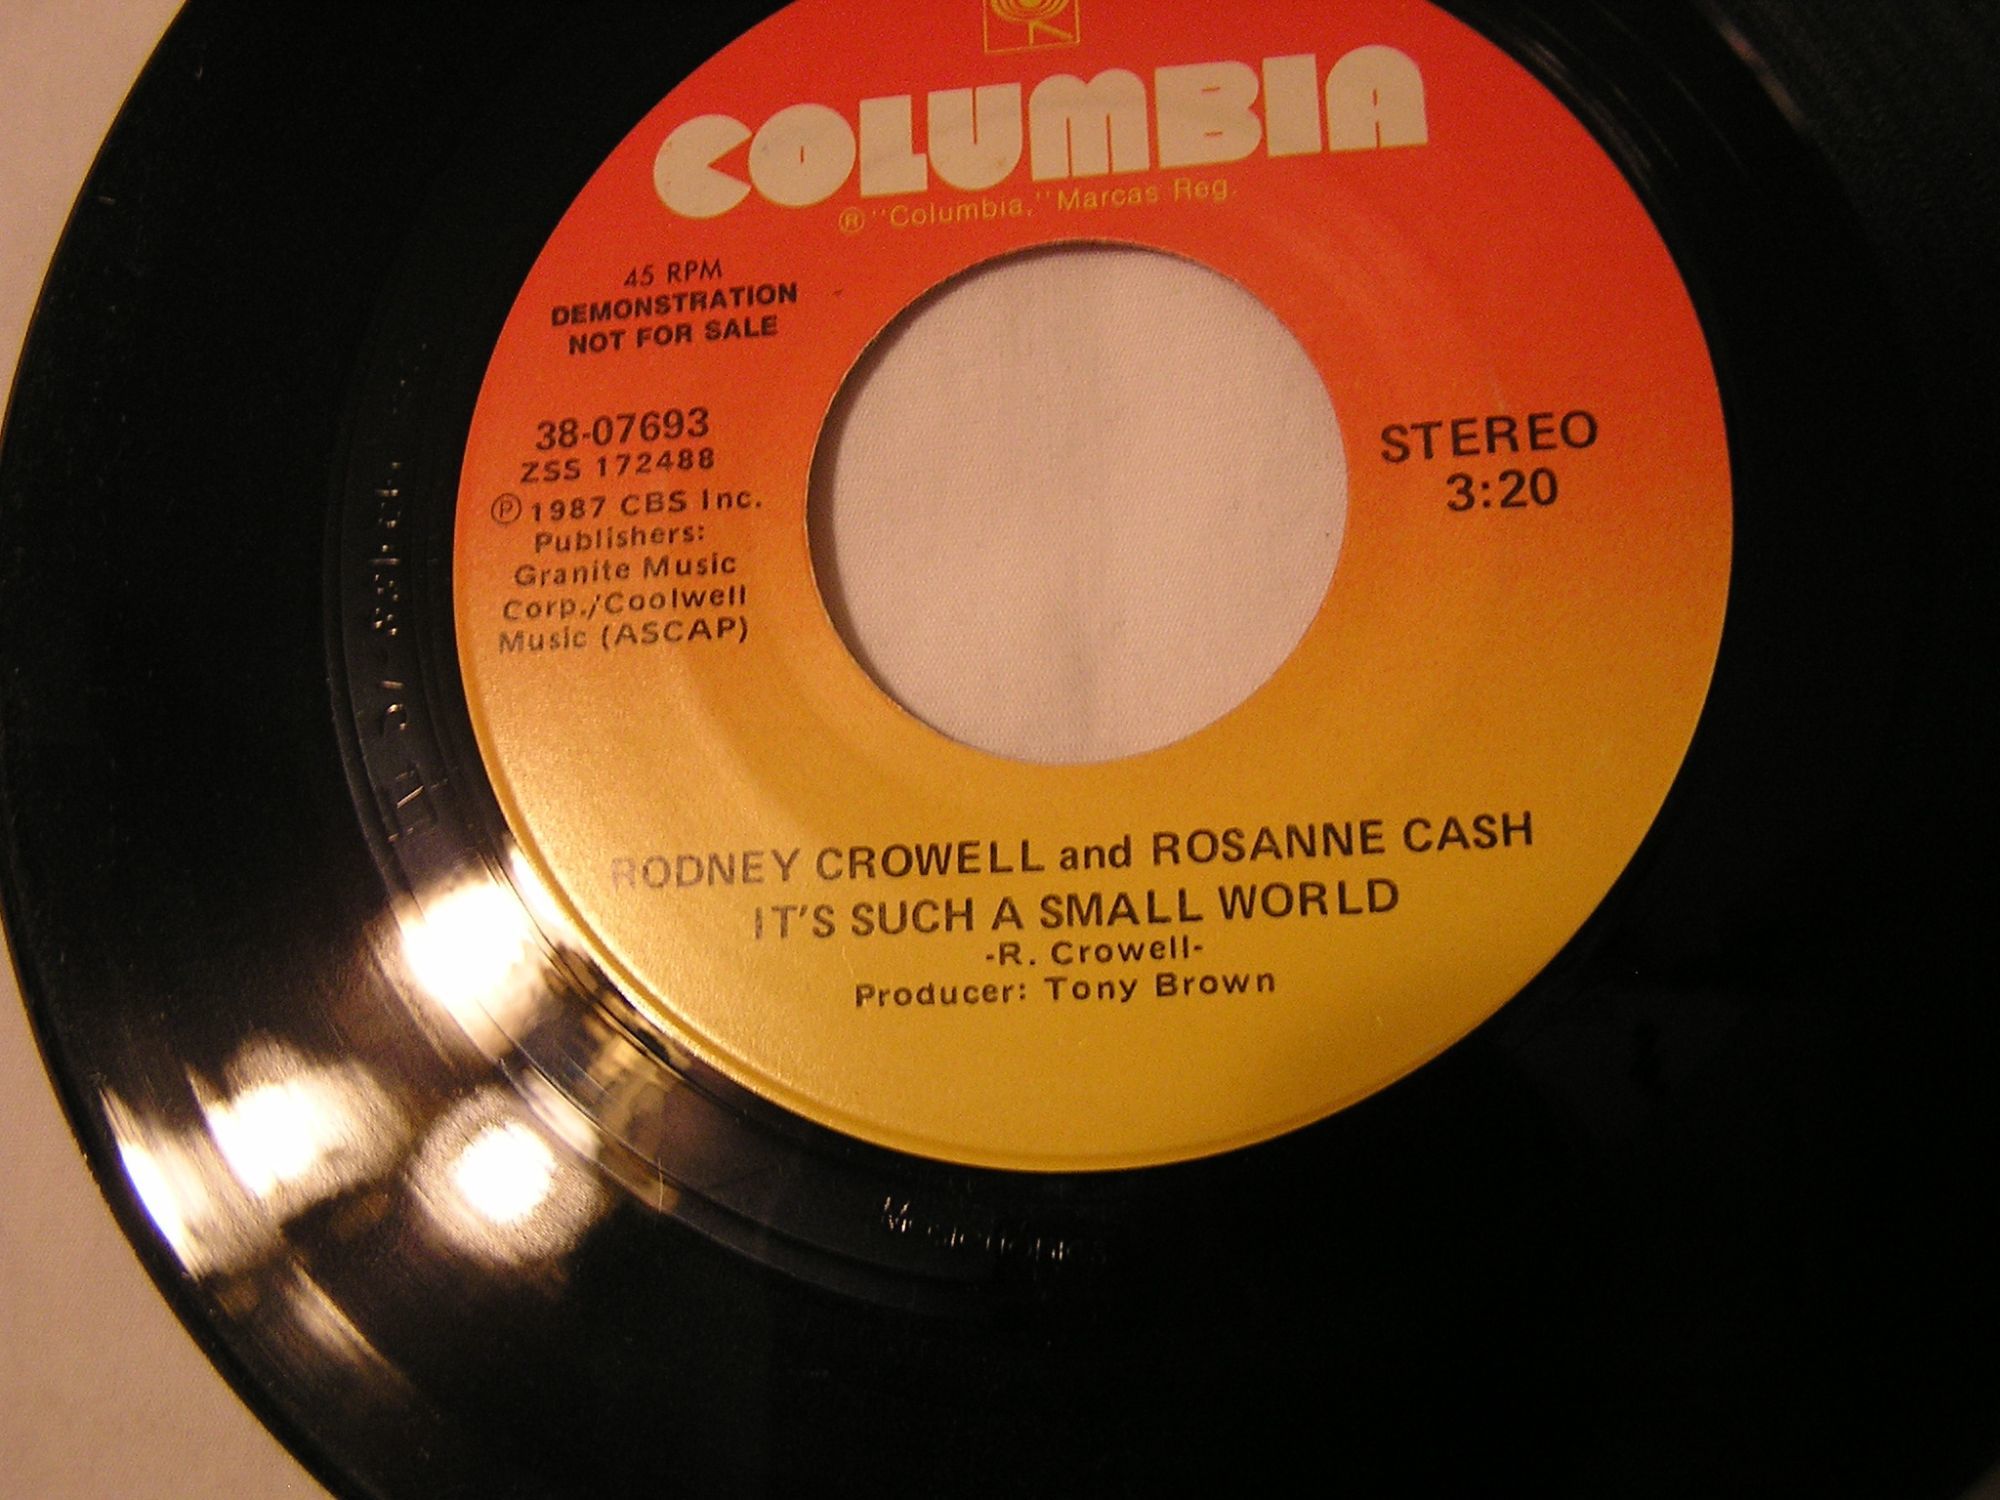 COLUMBIA
® "Columbia," Marcas Reg.
45 RPM
DEMONSTRATION
NOT FOR SALE
38-07693
ZSS 172488
℗ 1987 CBS Inc.
Publishers:
Granite Music
Corp./Coolwell
Music (ASCAP)
STEREO
3:20
RODNEY CROWELL and ROSANNE CASH
IT'S SUCH A SMALL WORLD
-R. Crowell-
Producer: Tony Brown